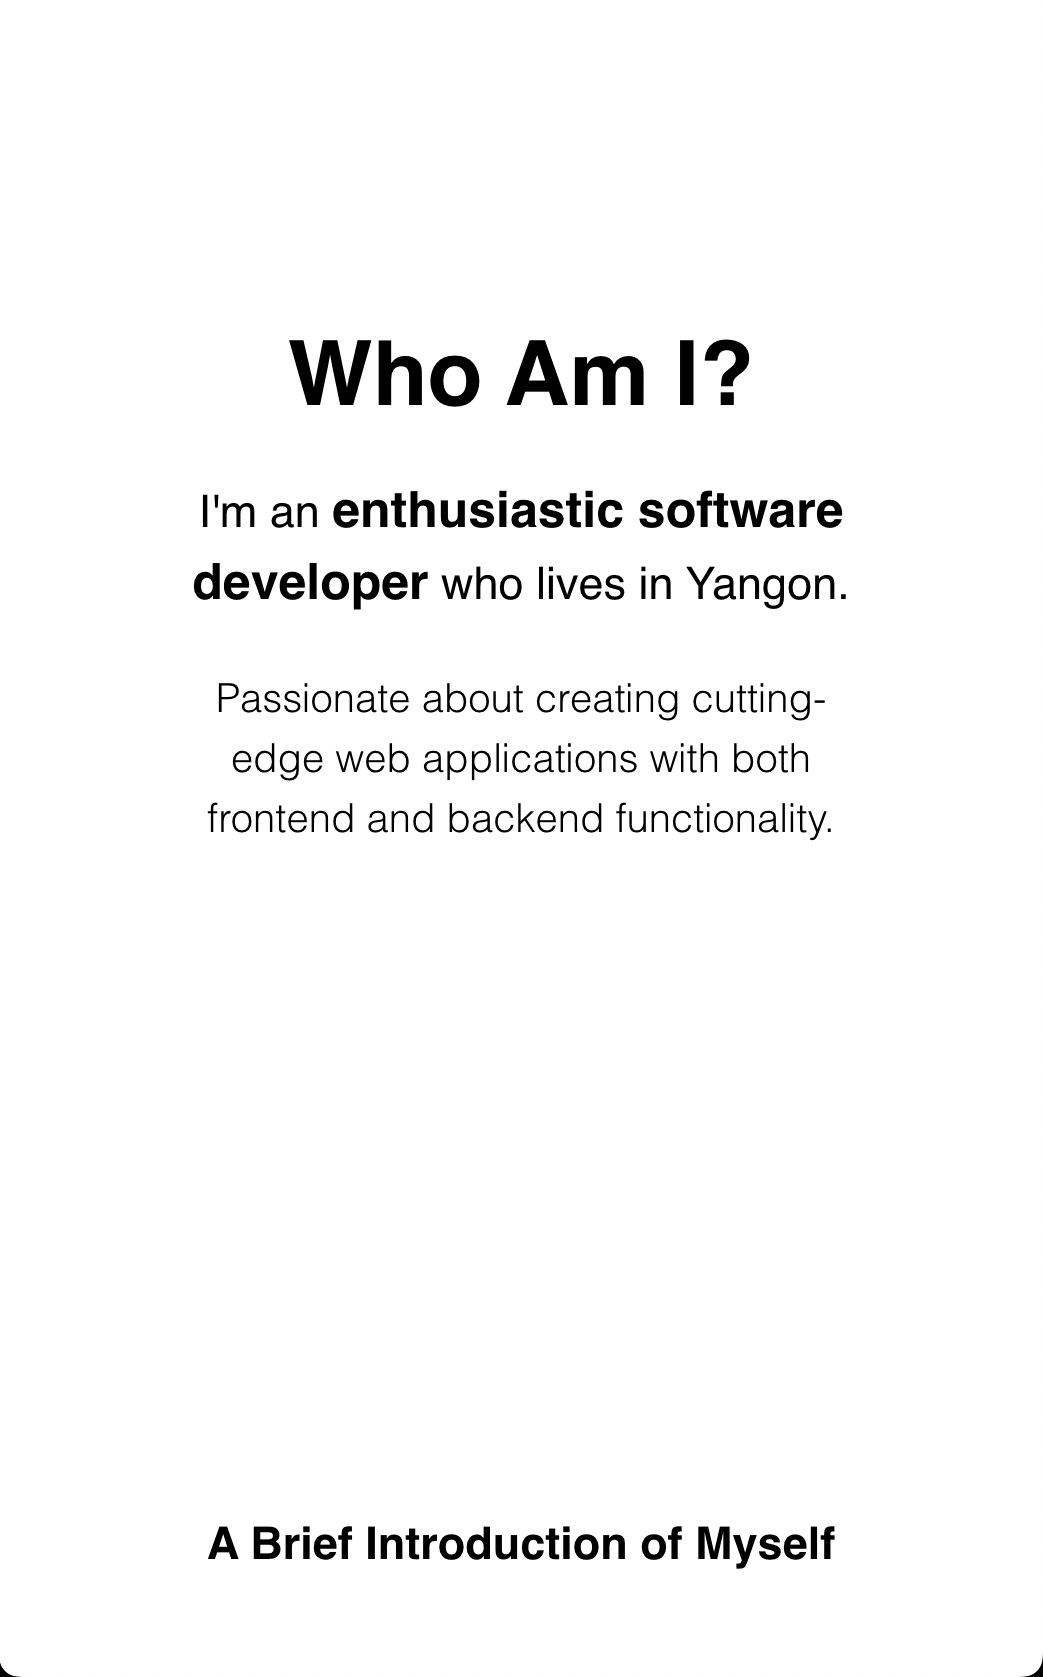 Who Am I?
I'm an enthusiastic software
developer who lives in Yangon.
Passionate about creating cutting-
edge web applications with both
frontend and backend functionality.
A Brief Introduction of Myself